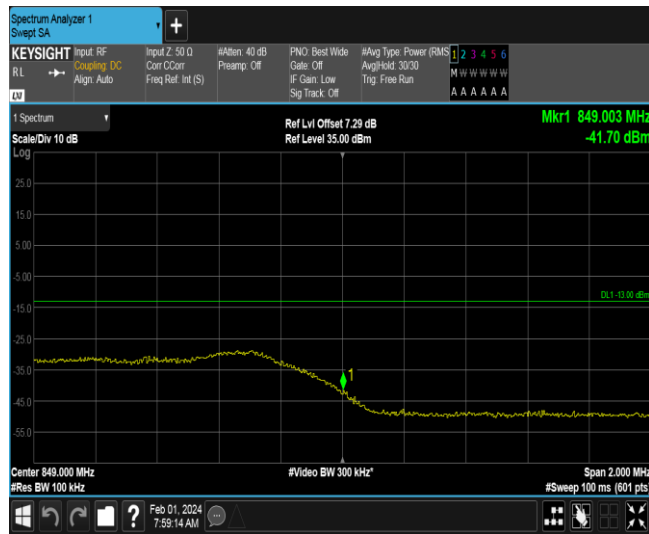 Spectrum Analyzer 1
Swept SA
+
KEYSIGHT
RL
LXI
Input: RF
Coupling: DC
Align: Auto
Input Z: 50 Ω
Corr CCorr
Freq Ref: Int (S)
#Atten: 40 dB
Preamp: Off
PNO: Best Wide
Gate: Off
IF Gain: Low
Sig Track: Off
#Avg Type: Power (RMS
Avg|Hold: 30/30
Trig: Free Run
1 2 3 4 5 6
M W W W W W
A A A A A A
1 Spectrum
Scale/Div 10 dB
Log
Ref Lvl Offset 7.29 dB
Ref Level 35.00 dBm
Mkr1 849.003 MHz
-41.70 dBm
25.0
15.0
5.00
-5.00
DL1 -13.00 dBm
-15.0
-25.0
-35.0
1
-45.0
-55.0
Center 849.000 MHz
#Res BW 100 kHz
#Video BW 300 kHz*
Span 2.000 MHz
#Sweep 100 ms (601 pts
?
Feb 01, 2024
7:59:14 AM